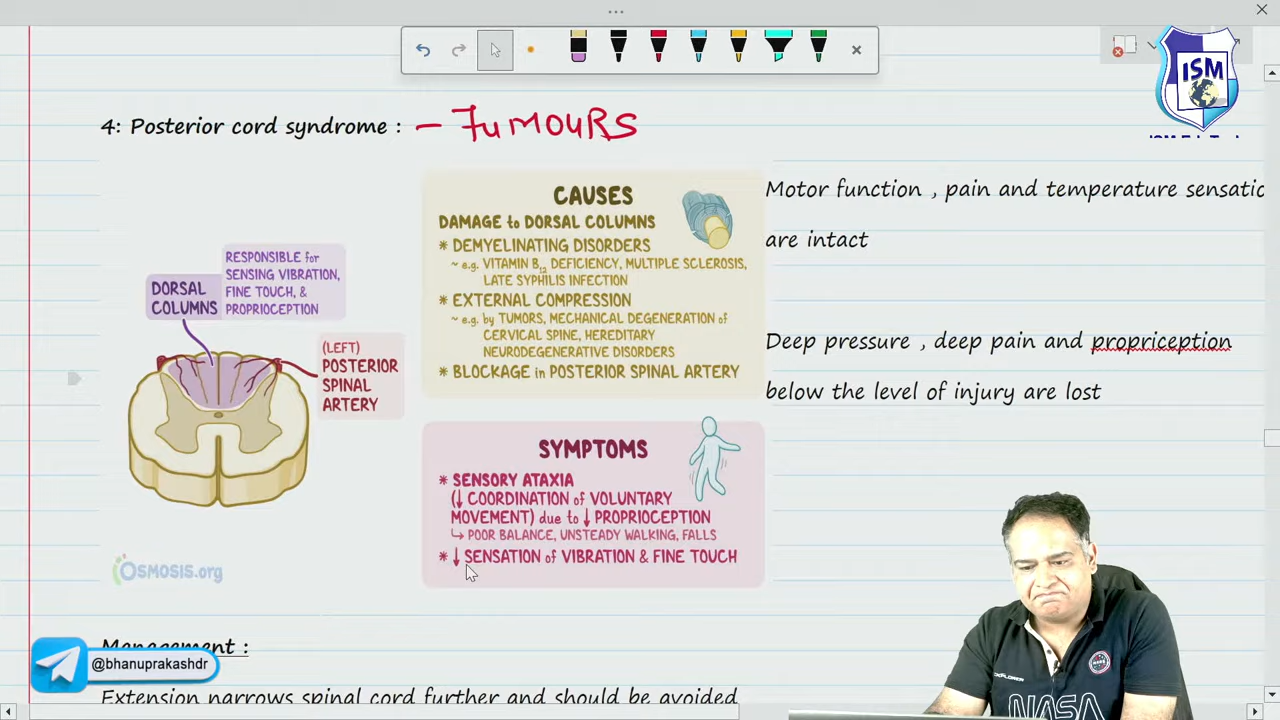 ISM
4: Posterior cord syndrome : - TUMOURS
CAUSES
DAMAGE to DORSAL COLUMNS
* DEMYELINATING DISORDERS
~ e.g. VITAMIN B12 DEFICIENCY, MULTIPLE SCLEROSIS,
LATE SYPHILIS INFECTION
* EXTERNAL COMPRESSION
~ e.g. by TUMORS, MECHANICAL DEGENERATION of
CERVICAL SPINE, HEREDITARY
NEURODEGENERATIVE DISORDERS
* BLOCKAGE in POSTERIOR SPINAL ARTERY
Motor function , pain and temperature sensatio
are intact
Deep pressure , deep pain and propriception
below the level of injury are lost
RESPONSIBLE for
SENSING VIBRATION,
FINE TOUCH, &
PROPRIOCEPTION
DORSAL
COLUMNS
(LEFT)
POSTERIOR
SPINAL
ARTERY
SYMPTOMS
* SENSORY ATAXIA
(↓ COORDINATION of VOLUNTARY
MOVEMENT) due to ↓ PROPRIOCEPTION
↳ POOR BALANCE, UNSTEADY WALKING, FALLS
* ↓ SENSATION of VIBRATION & FINE TOUCH
OSMOSIS.org
Management :
@bhanuprakashdr
Extension narrows spinal cord further and should be avoided
NASA